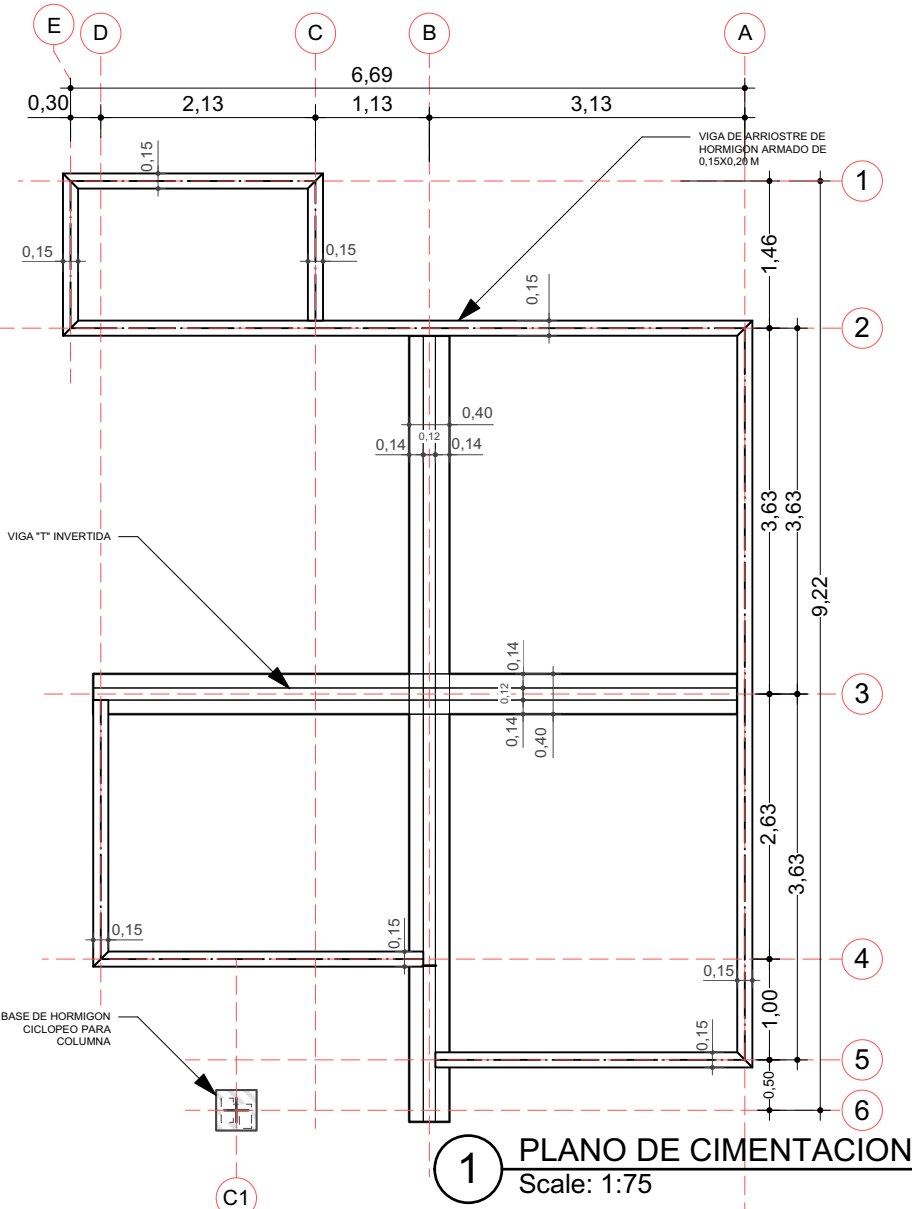 E
D
C
B
A
6,69
0,30
2,13
1,13
3,13
VIGA DE ARRIOSTRE DE
HORMIGON ARMADO DE
0,15X0,20 M
0,15
1
0,15
0,15
1,46
0,15
2
0,40
0,14
0,12
0,14
3,63
3,63
VIGA "T" INVERTIDA
9,22
0,14
0,12
3
0,14
0,40
2,63
3,63
0,15
0,15
4
0,15
1,00
BASE DE HORMIGON
CICLOPEO PARA
COLUMNA
0,15
5
0,50
6
1
PLANO DE CIMENTACION
Scale: 1:75
C1